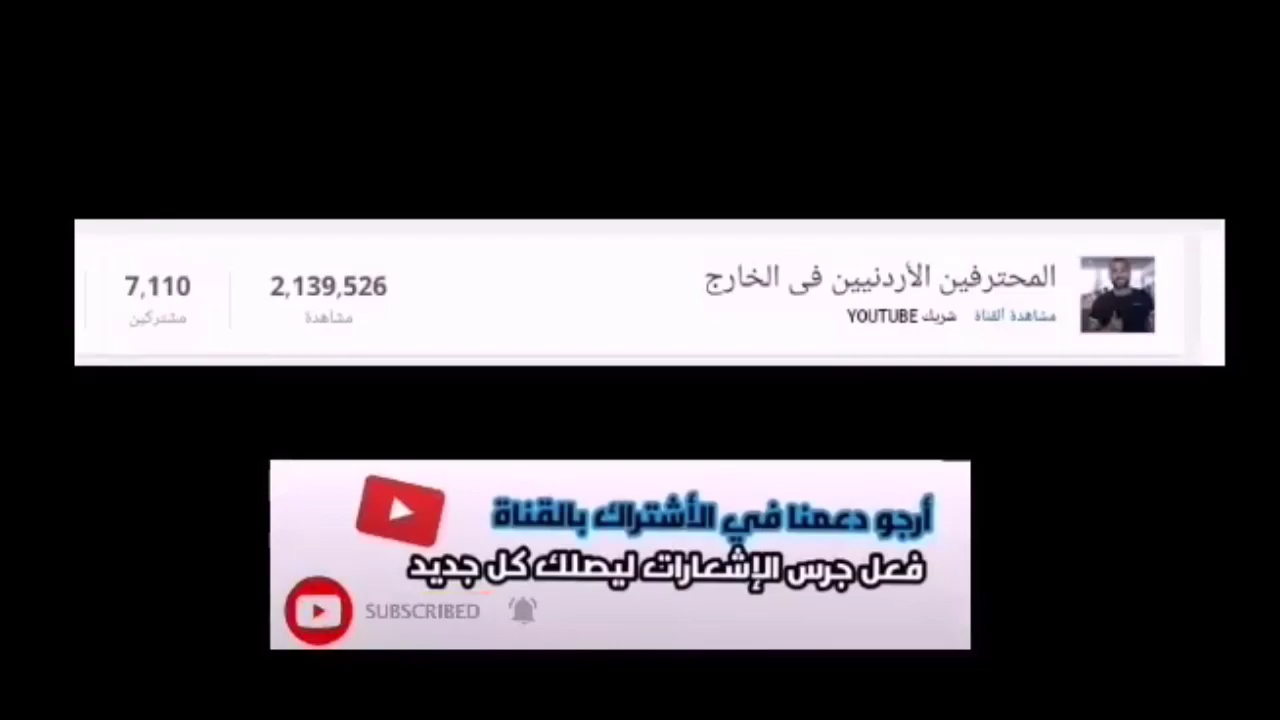 المحترفين الأردنيين فى الخارج
مشاهدة القناة شريك YOUTUBE
2,139,526
مشاهدة
7,110
مشتركين
أرجو دعمنا في الأشتراك بالقناة
فعل جرس الإشعارات ليصلك كل جديد
SUBSCRIBED